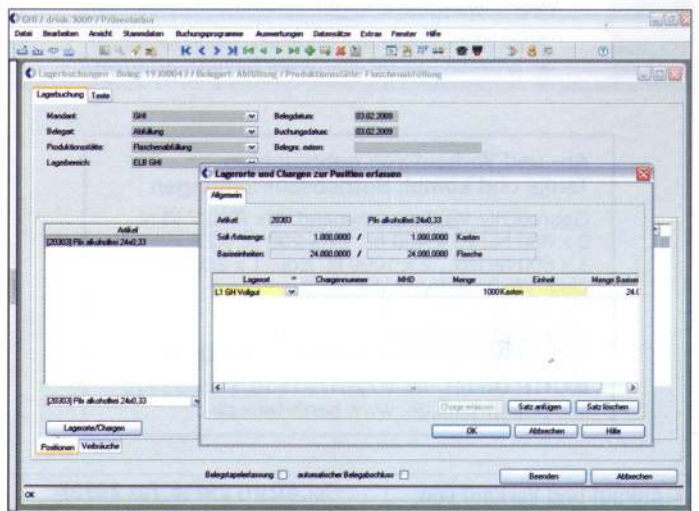 GHI / drink.3000 / Präsentation
Datei Bearbeiten Ansicht Stammdaten Buchungsprogramme Auswertungen Datensätze Extras Fenster Hilfe
Lagerbuchungen Beleg: 19300043 / Belegart: Abfüllung / Produktionsstätte: Flaschenabfüllung
Lagerbuchung Texte
Mandant: GHI Belegdatum: 03.02.2009
Belegart: Abfüllung Buchungsdatum: 03.02.2009
Produktionsstätte: Flaschenabfüllung Belegnr. extern:
Lagerbereich: ELB GHI
Lagerorte und Chargen zur Position erfassen
Allgemein
Artikel: 20303 Pils alkoholfrei 24x0,33
Soll-/Istmenge: 1.000,0000 / 1.000,0000 Kasten
Basiseinheiten: 24.000,0000 / 24.000,0000 Flasche
Artikel
[20303] Pils alkoholfrei 24x0,33
Lagerort Chargennummer MHD Menge Einheit Menge Basisein
L1 GH Vollgut 1000 Kasten 24.0
[20303] Pils alkoholfrei 24x0,33
Charge erfassen Satz anfügen Satz löschen
Lagerorte/Chargen
OK Abbrechen Hilfe
Positionen Verbräuche
Belegstapelerfassung automatischer Belegabschluss Beenden Abbrechen
OK